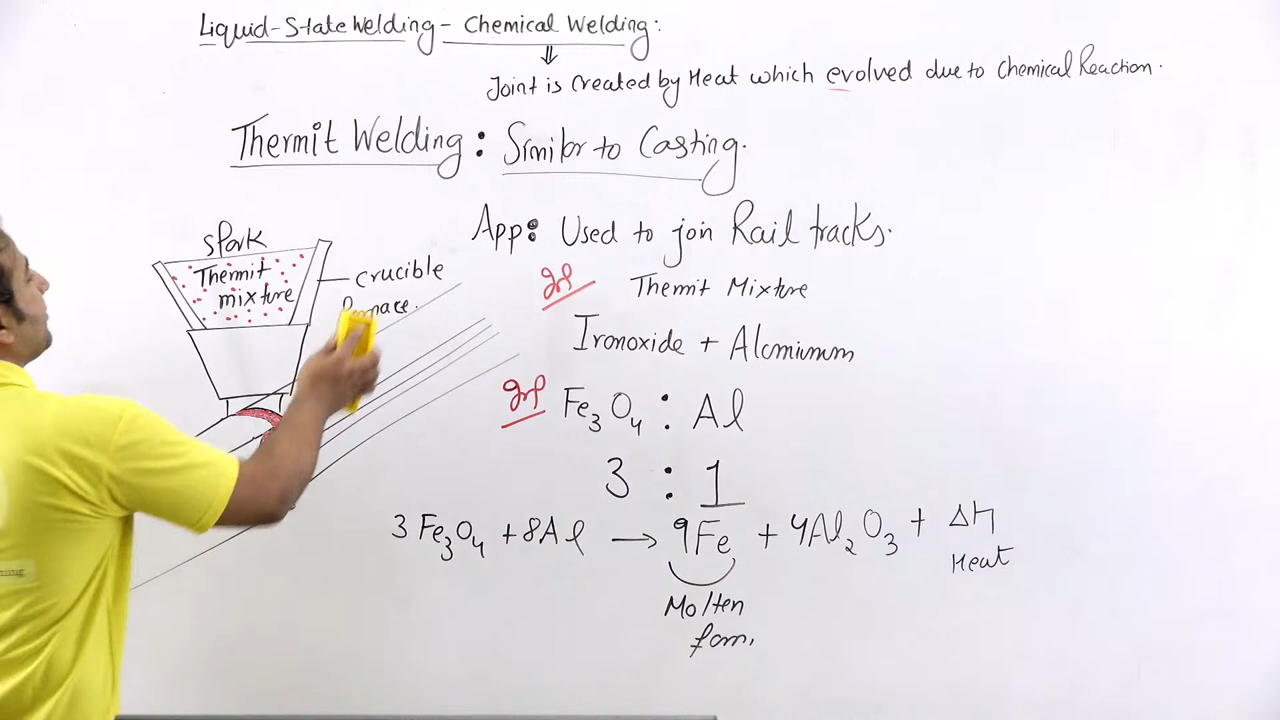 Liquid-State Welding - Chemical Welding:
⇓
Joint is created by Heat which evolved due to Chemical Reaction.
Thermit Welding: Similar to Casting.
App: Used to join Rail tracks.
Spark
Thermit
mixture
crucible
Thermit Mixture
Ironoxide + Aluminum
Fe3O4 : Al
3 : 1
3 Fe3O4 + 8Al → 9Fe + 4Al2O3 + ΔH
Heat
Molten
form.